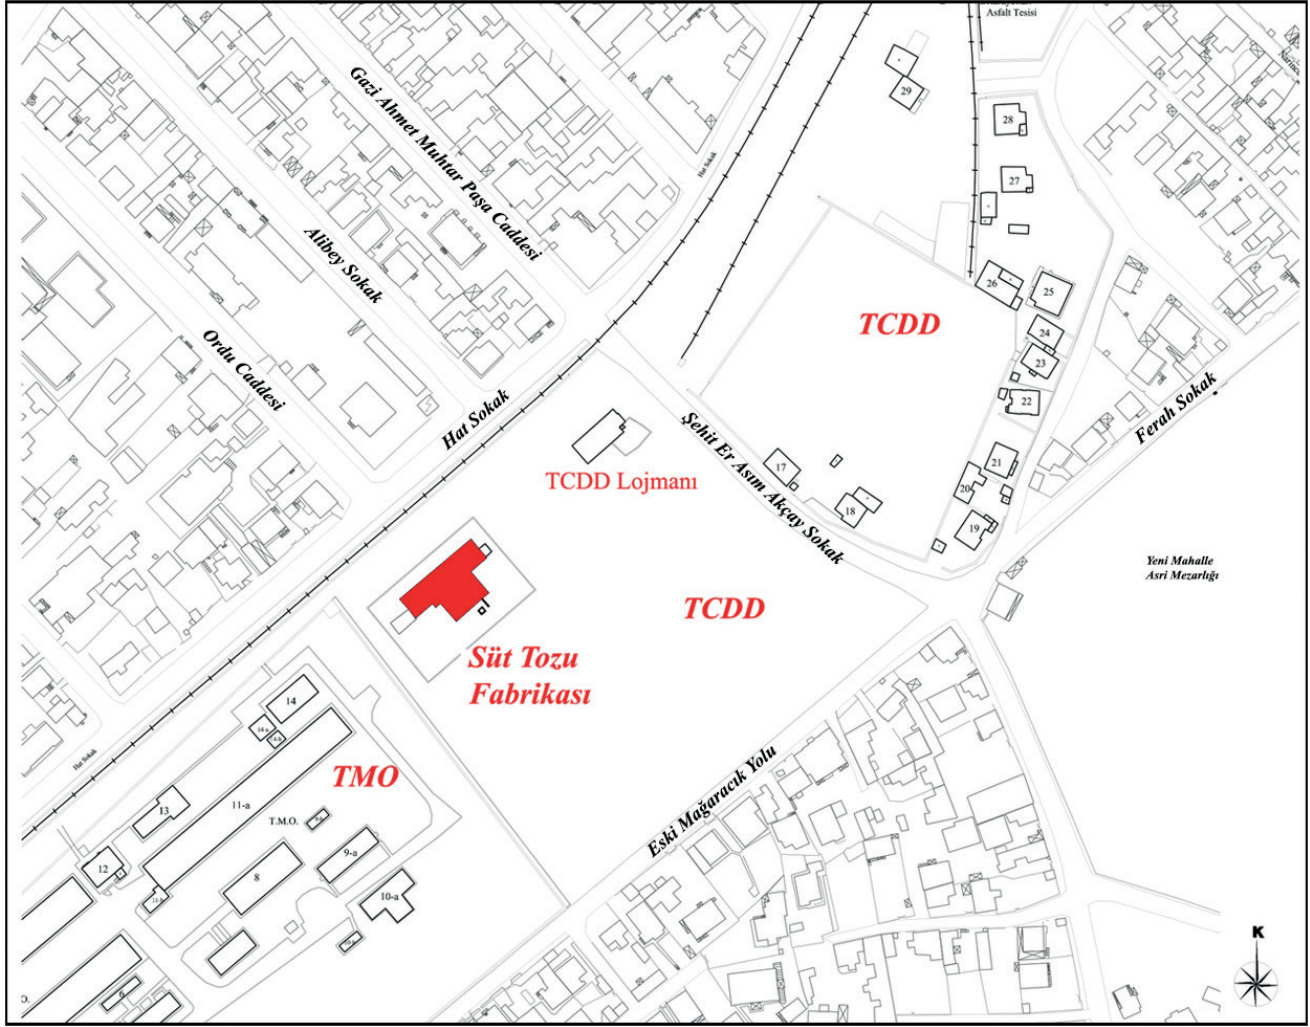 Asfalt Tesisi
Gazi Ahmet Muhtar Paşa Caddesi
Hat Sokak
29
28
27
Alibey Sokak
26
25
TCDD
24
23
Ordu Caddesi
22
Hat Sokak
Şehit Er Asım Akçay Sokak
Ferah Sokak
17
21
TCDD Lojmanı
20
18
19
Yeni Mahalle
Asri Mezarlığı
TCDD
Süt Tozu
Fabrikası
14
14-a
Hat Sokak
TMO
Eski Mağaracık Yolu
13
11-a
T.M.O.
9-a
12
8
10-a
11-b
K
6
O.